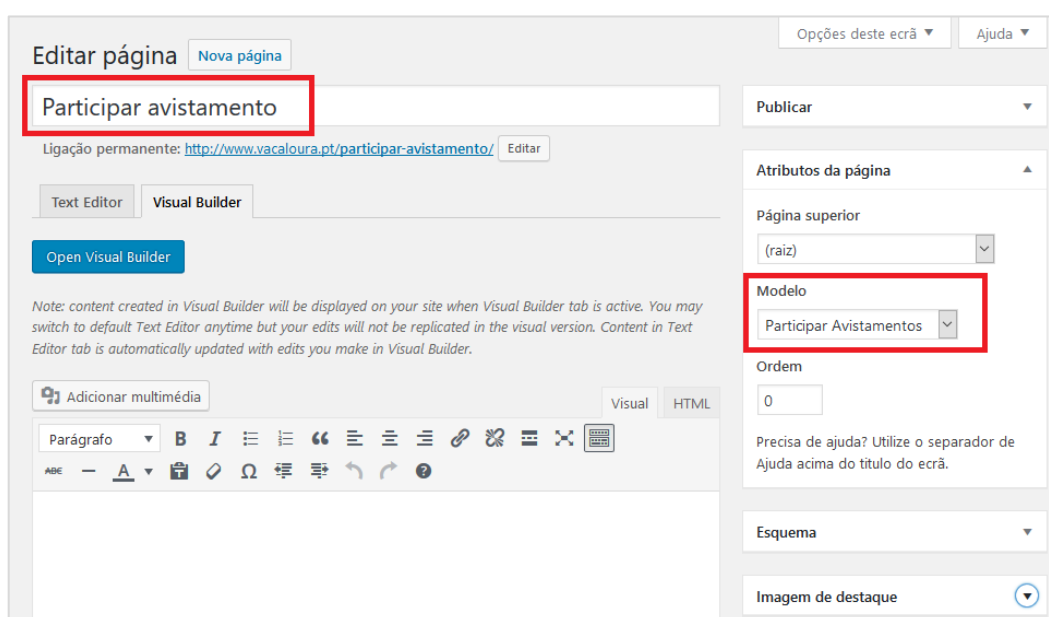 Opções deste ecrã
Ajuda
Editar página
Nova página
Participar avistamento
Ligação permanente: http://www.vacaloura.pt/participar-avistamento/ Editar
Text Editor
Visual Builder
Open Visual Builder
Note: content created in Visual Builder will be displayed on your site when Visual Builder tab is active. You may
switch to default Text Editor anytime but your edits will not be replicated in the visual version. Content in Text
Editor tab is automatically updated with edits you make in Visual Builder.
Adicionar multimédia
Visual
HTML
Parágrafo
B I
ABC A Ω
Publicar
Atributos da página
Página superior
(raiz)
Modelo
Participar Avistamentos
Ordem
0
Precisa de ajuda? Utilize o separador de
Ajuda acima do titulo do ecrã.
Esquema
Imagem de destaque